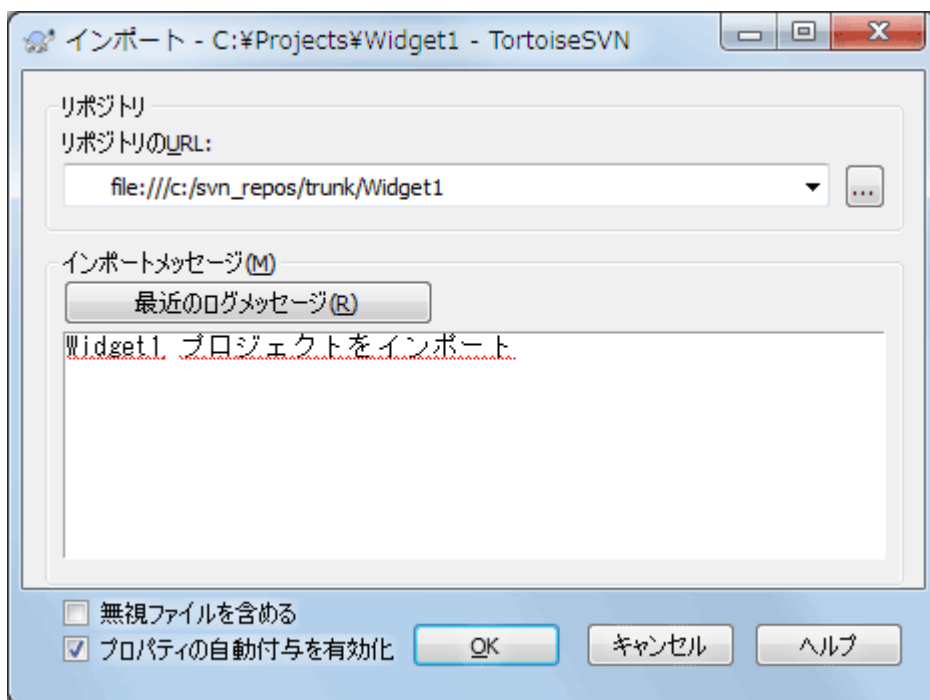 インポート - C:¥Projects¥Widget1 - TortoiseSVN
リポジトリ
リポジトリのURL:
file:///c:/svn_repos/trunk/Widget1
...
インポートメッセージ(M)
最近のログメッセージ(R)
Widget1 プロジェクトをインポート
無視ファイルを含める
プロパティの自動付与を有効化
OK
キャンセル
ヘルプ